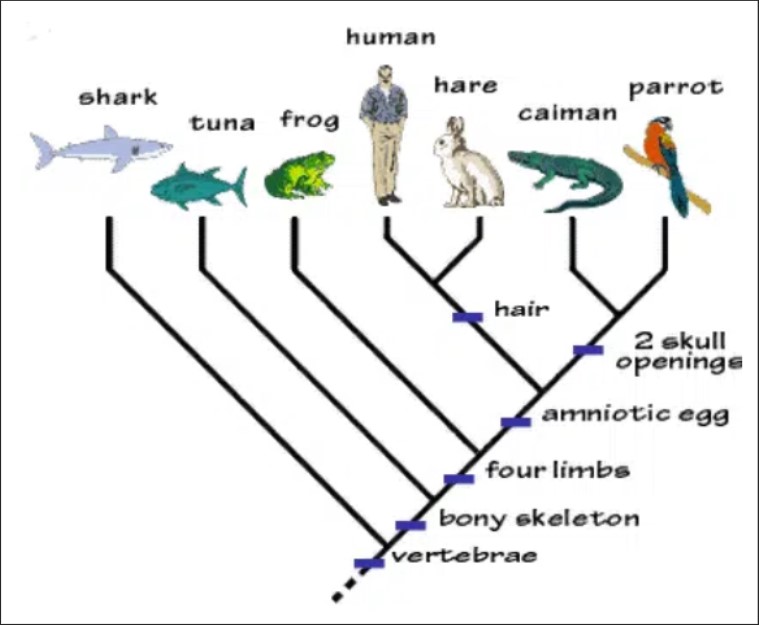 human
shark
hare
parrot
tuna
frog
caiman
hair
2 skull
openings
amniotic egg
four limbs
bony skeleton
vertebrae